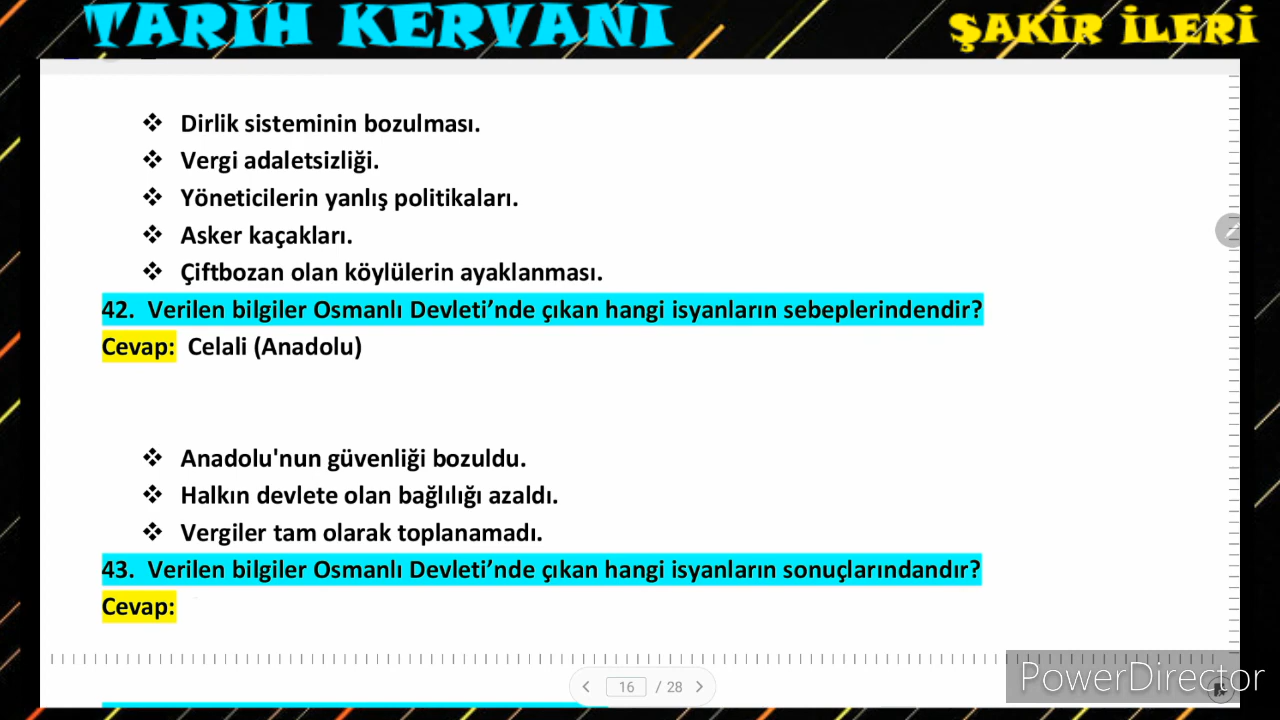 TARİH KERVANI
ŞAKİR İLERİ
❖ Dirlik sisteminin bozulması.
❖ Vergi adaletsizliği.
❖ Yöneticilerin yanlış politikaları.
❖ Asker kaçakları.
❖ Çiftbozan olan köylülerin ayaklanması.
42. Verilen bilgiler Osmanlı Devleti’nde çıkan hangi isyanların sebeplerindendir?
Cevap: Celali (Anadolu)
❖ Anadolu'nun güvenliği bozuldu.
❖ Halkın devlete olan bağlılığı azaldı.
❖ Vergiler tam olarak toplanamadı.
43. Verilen bilgiler Osmanlı Devleti’nde çıkan hangi isyanların sonuçlarındandır?
Cevap:
16 / 28
PowerDirector